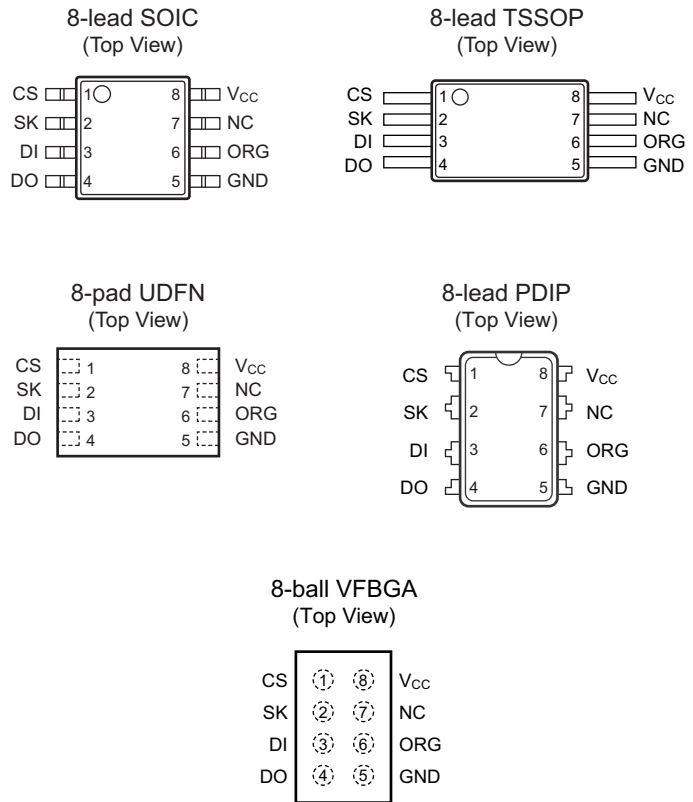 8-lead SOIC
(Top View)
CS 1 8 VCC
SK 2 7 NC
DI 3 6 ORG
DO 4 5 GND
8-lead TSSOP
(Top View)
CS 1 8 VCC
SK 2 7 NC
DI 3 6 ORG
DO 4 5 GND
8-pad UDFN
(Top View)
CS 1 8 VCC
SK 2 7 NC
DI 3 6 ORG
DO 4 5 GND
8-lead PDIP
(Top View)
CS 1 8 VCC
SK 2 7 NC
DI 3 6 ORG
DO 4 5 GND
8-ball VFBGA
(Top View)
CS 1 8 VCC
SK 2 7 NC
DI 3 6 ORG
DO 4 5 GND